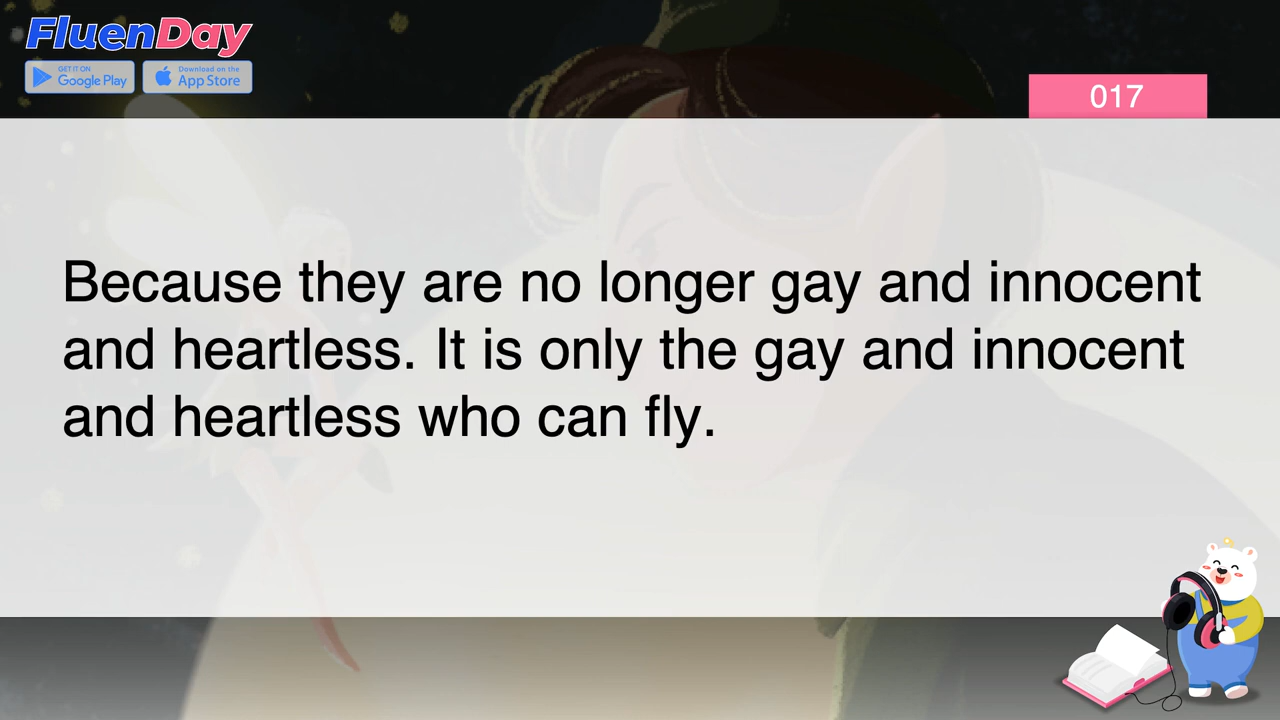 FluenDay
GET IT ON
Google Play
Download on the
App Store
017
Because they are no longer gay and innocent
and heartless. It is only the gay and innocent
and heartless who can fly.